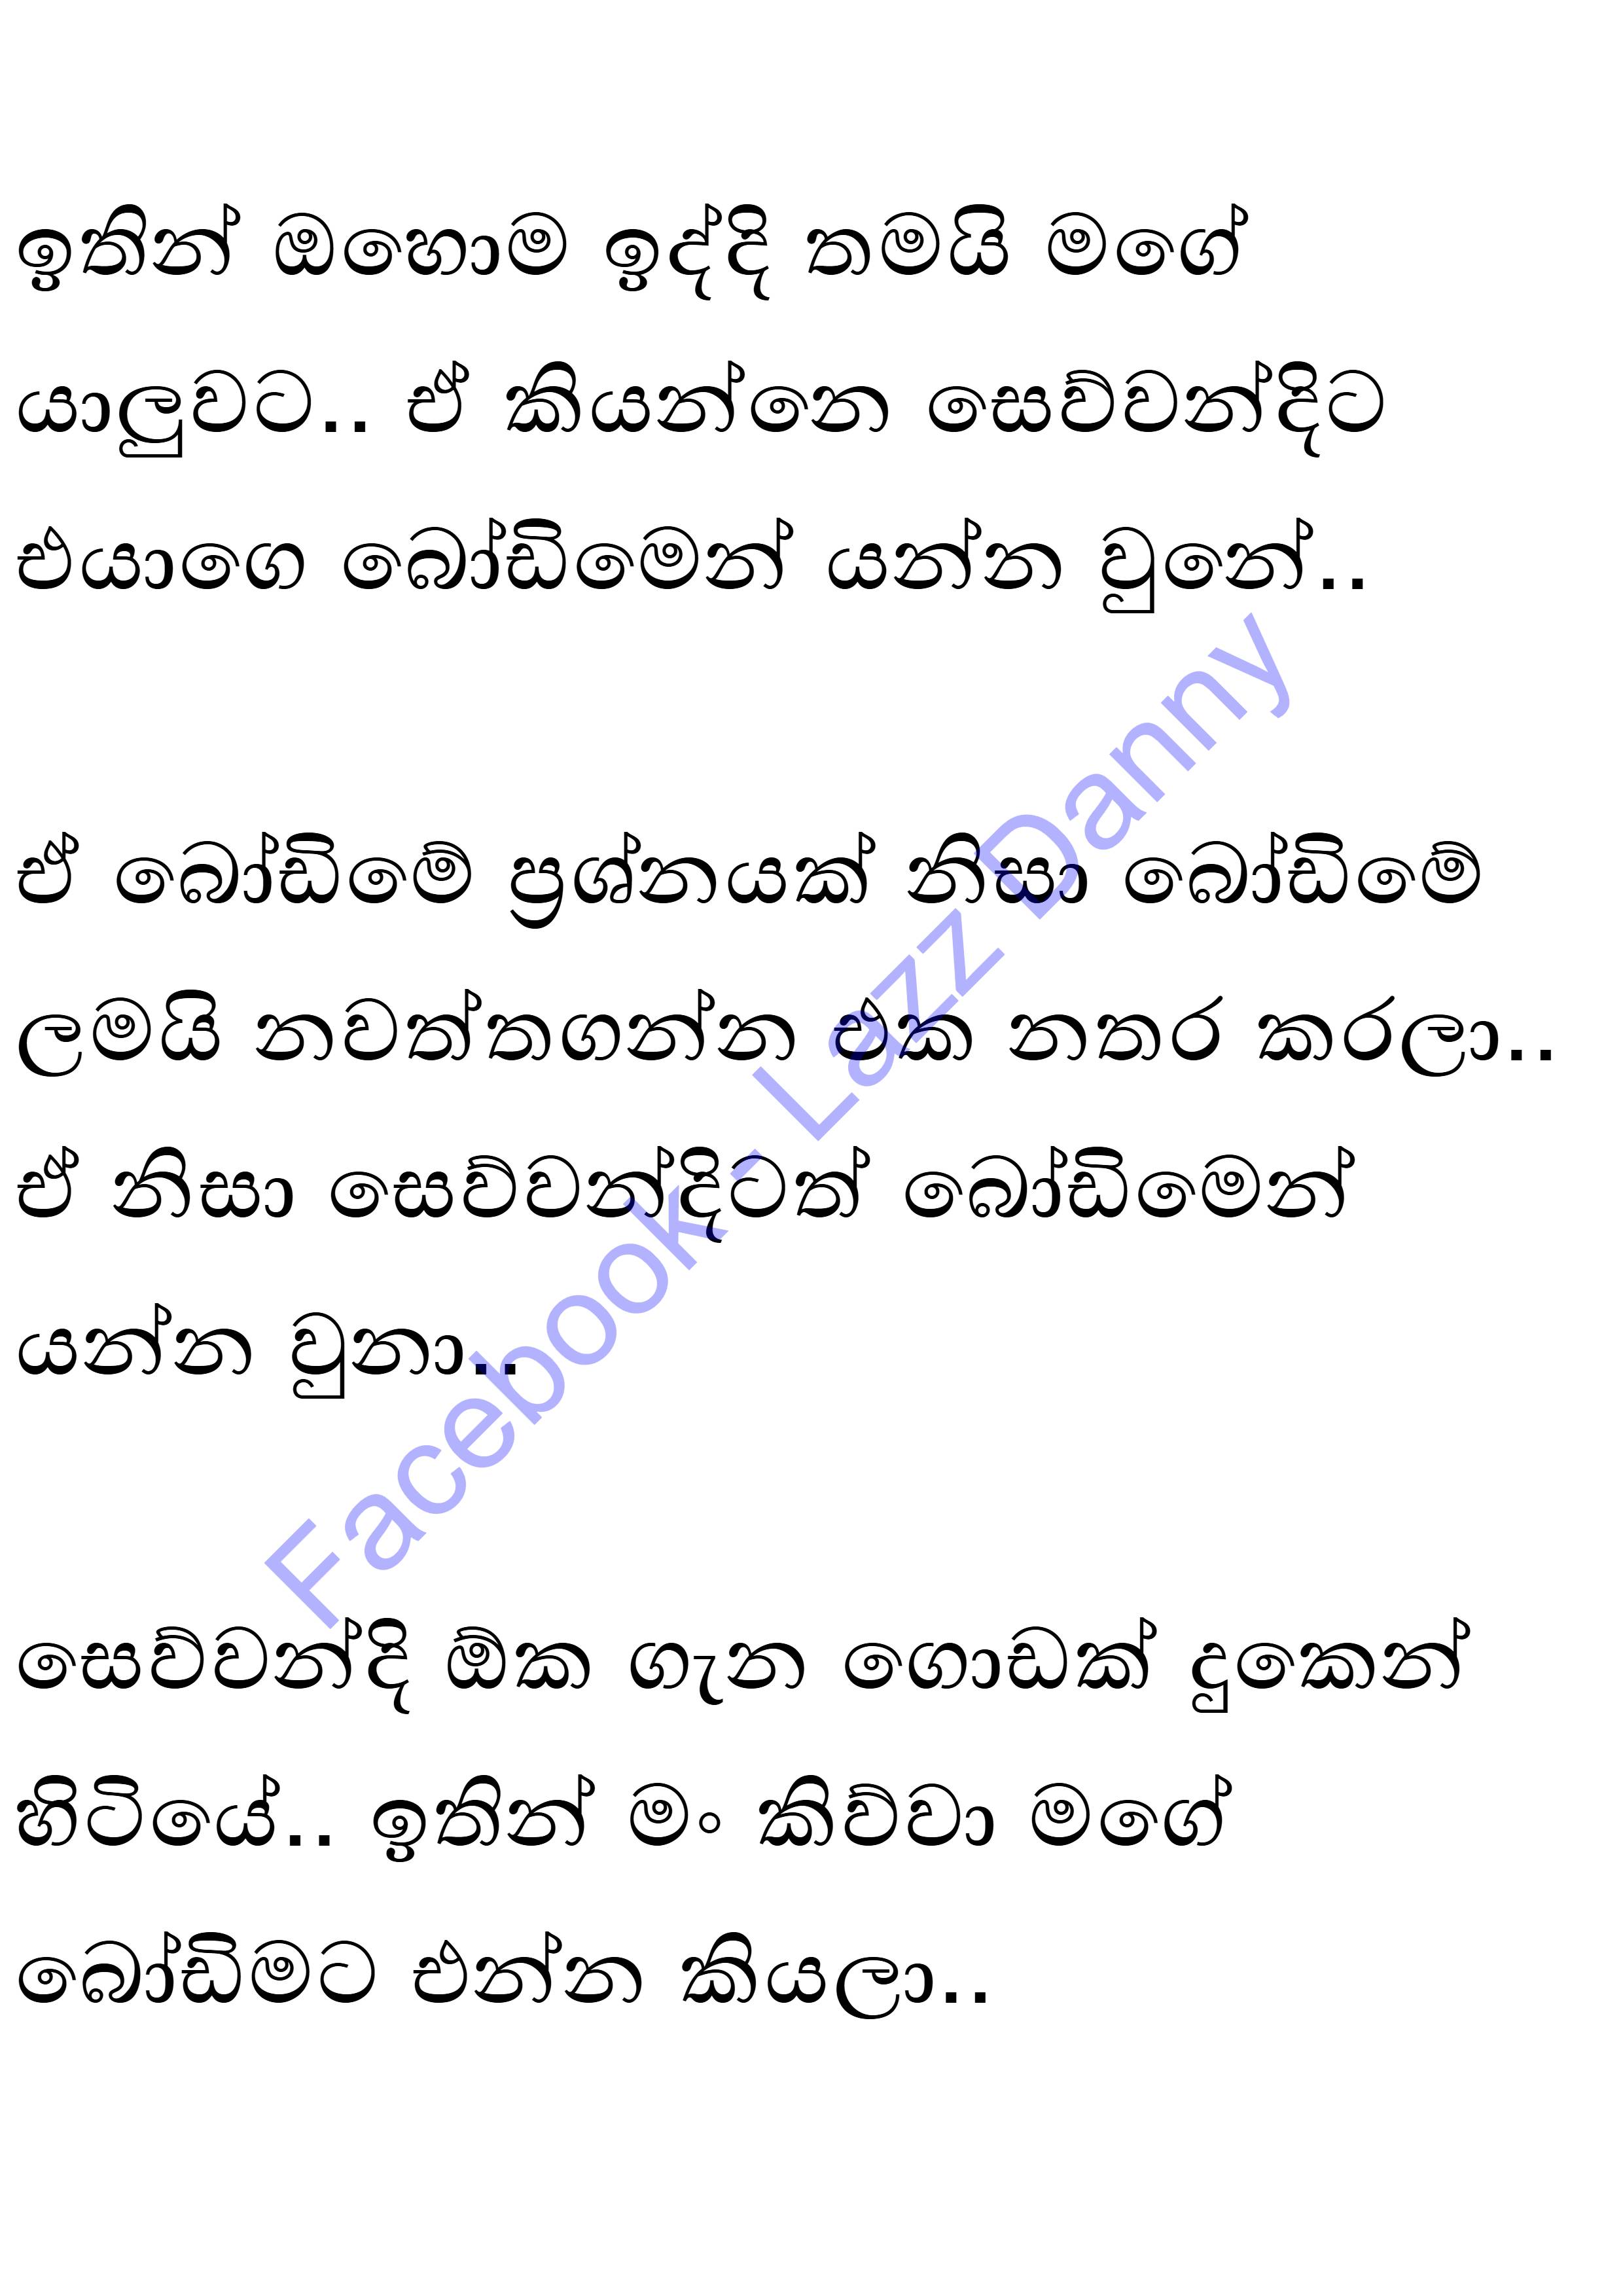 ඉතින් ඔහොම ඉද්දි තමයි මගේ
යාලුවට.. ඒ කියන්නෙ සෙව්වන්දිට
එයාගෙ බෝඩිමෙන් යන්න වුනේ..
ඒ බෝඩිමේ ප්‍රශ්නයක් නිසා බෝඩිමේ
ලමයි නවත්තගන්න එක නතර කරලා..
ඒ නිසා සෙව්වන්දිටත් බෝඩිමෙන්
යන්න වුනා..
සෙව්වන්දි ඕක ගැන ගොඩක් දුකෙන්
හිටියේ.. ඉතින් මං කිව්වා මගේ
බෝඩිමට එන්න කියලා..
Facebook - Lazz Danny